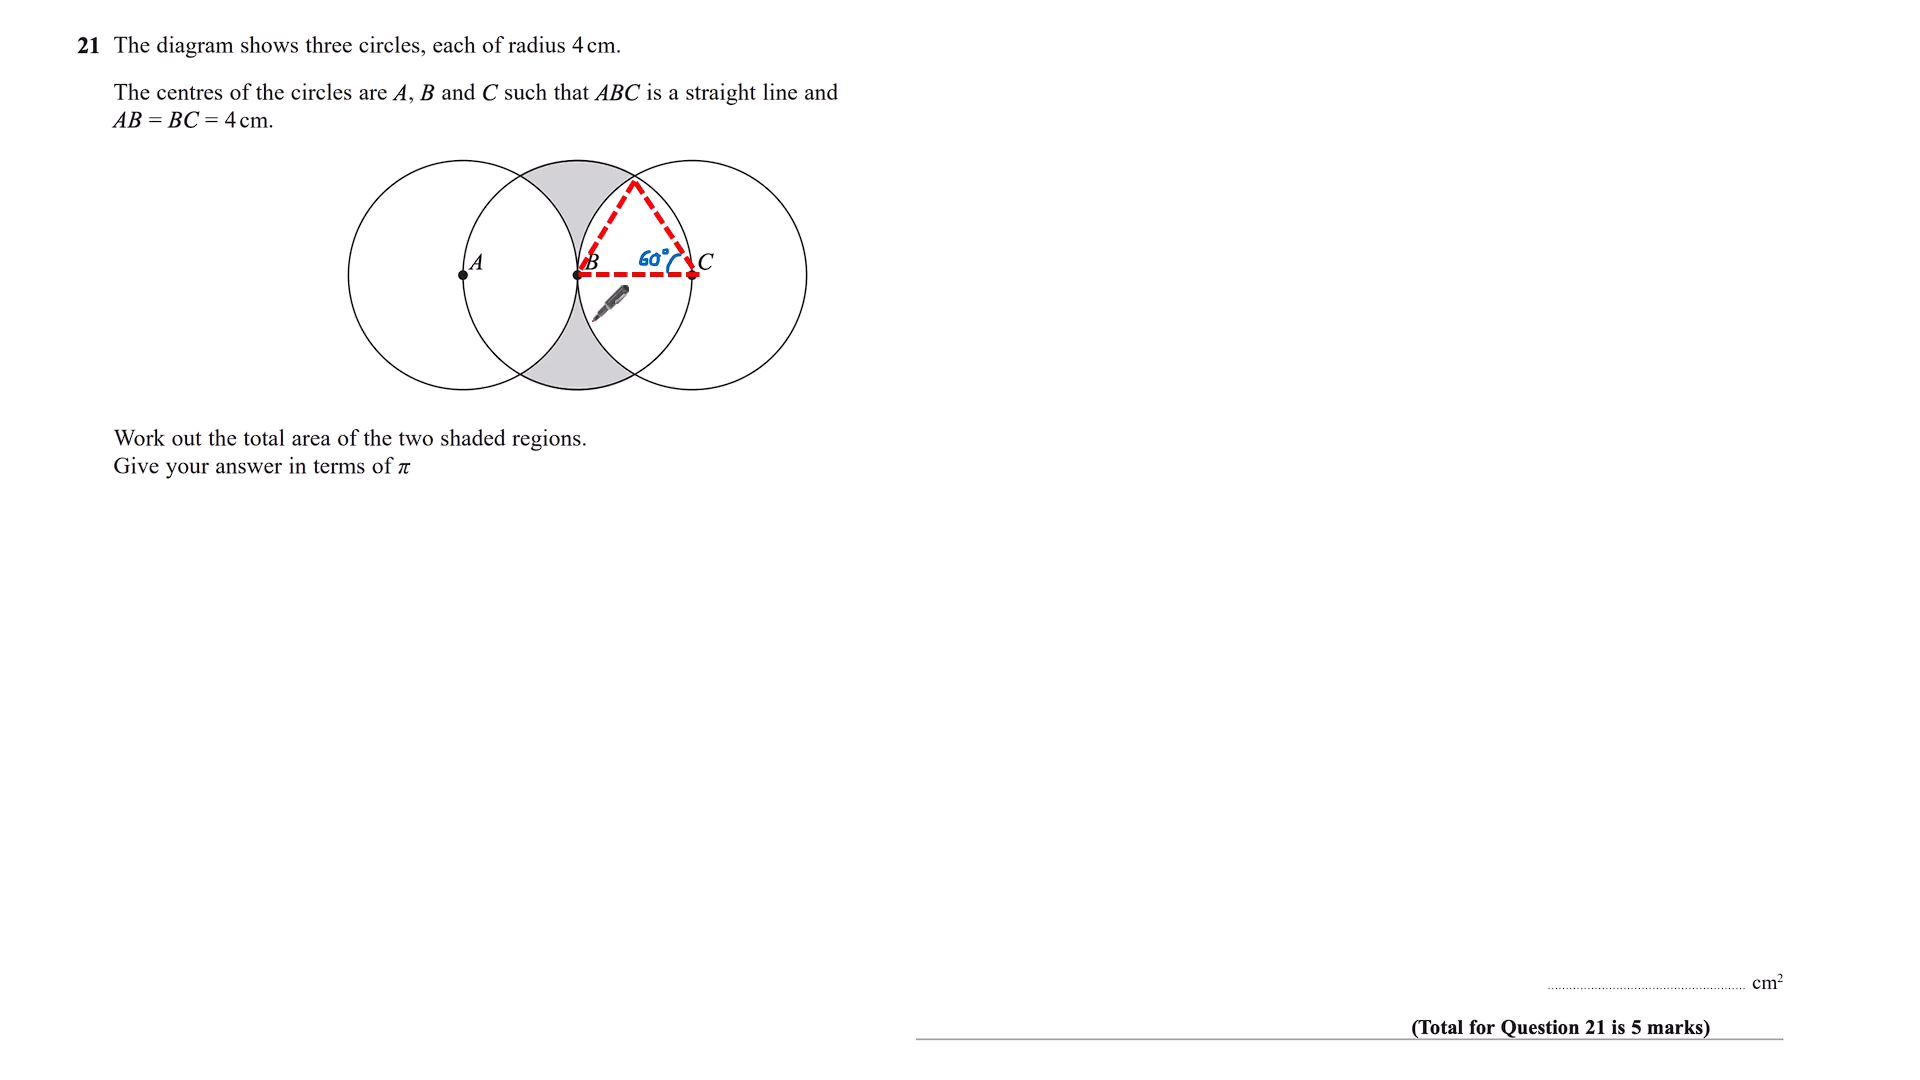 21 The diagram shows three circles, each of radius 4 cm.
The centres of the circles are A, B and C such that ABC is a straight line and
AB = BC = 4 cm.
A
B
60°
C
Work out the total area of the two shaded regions.
Give your answer in terms of π
cm²
(Total for Question 21 is 5 marks)